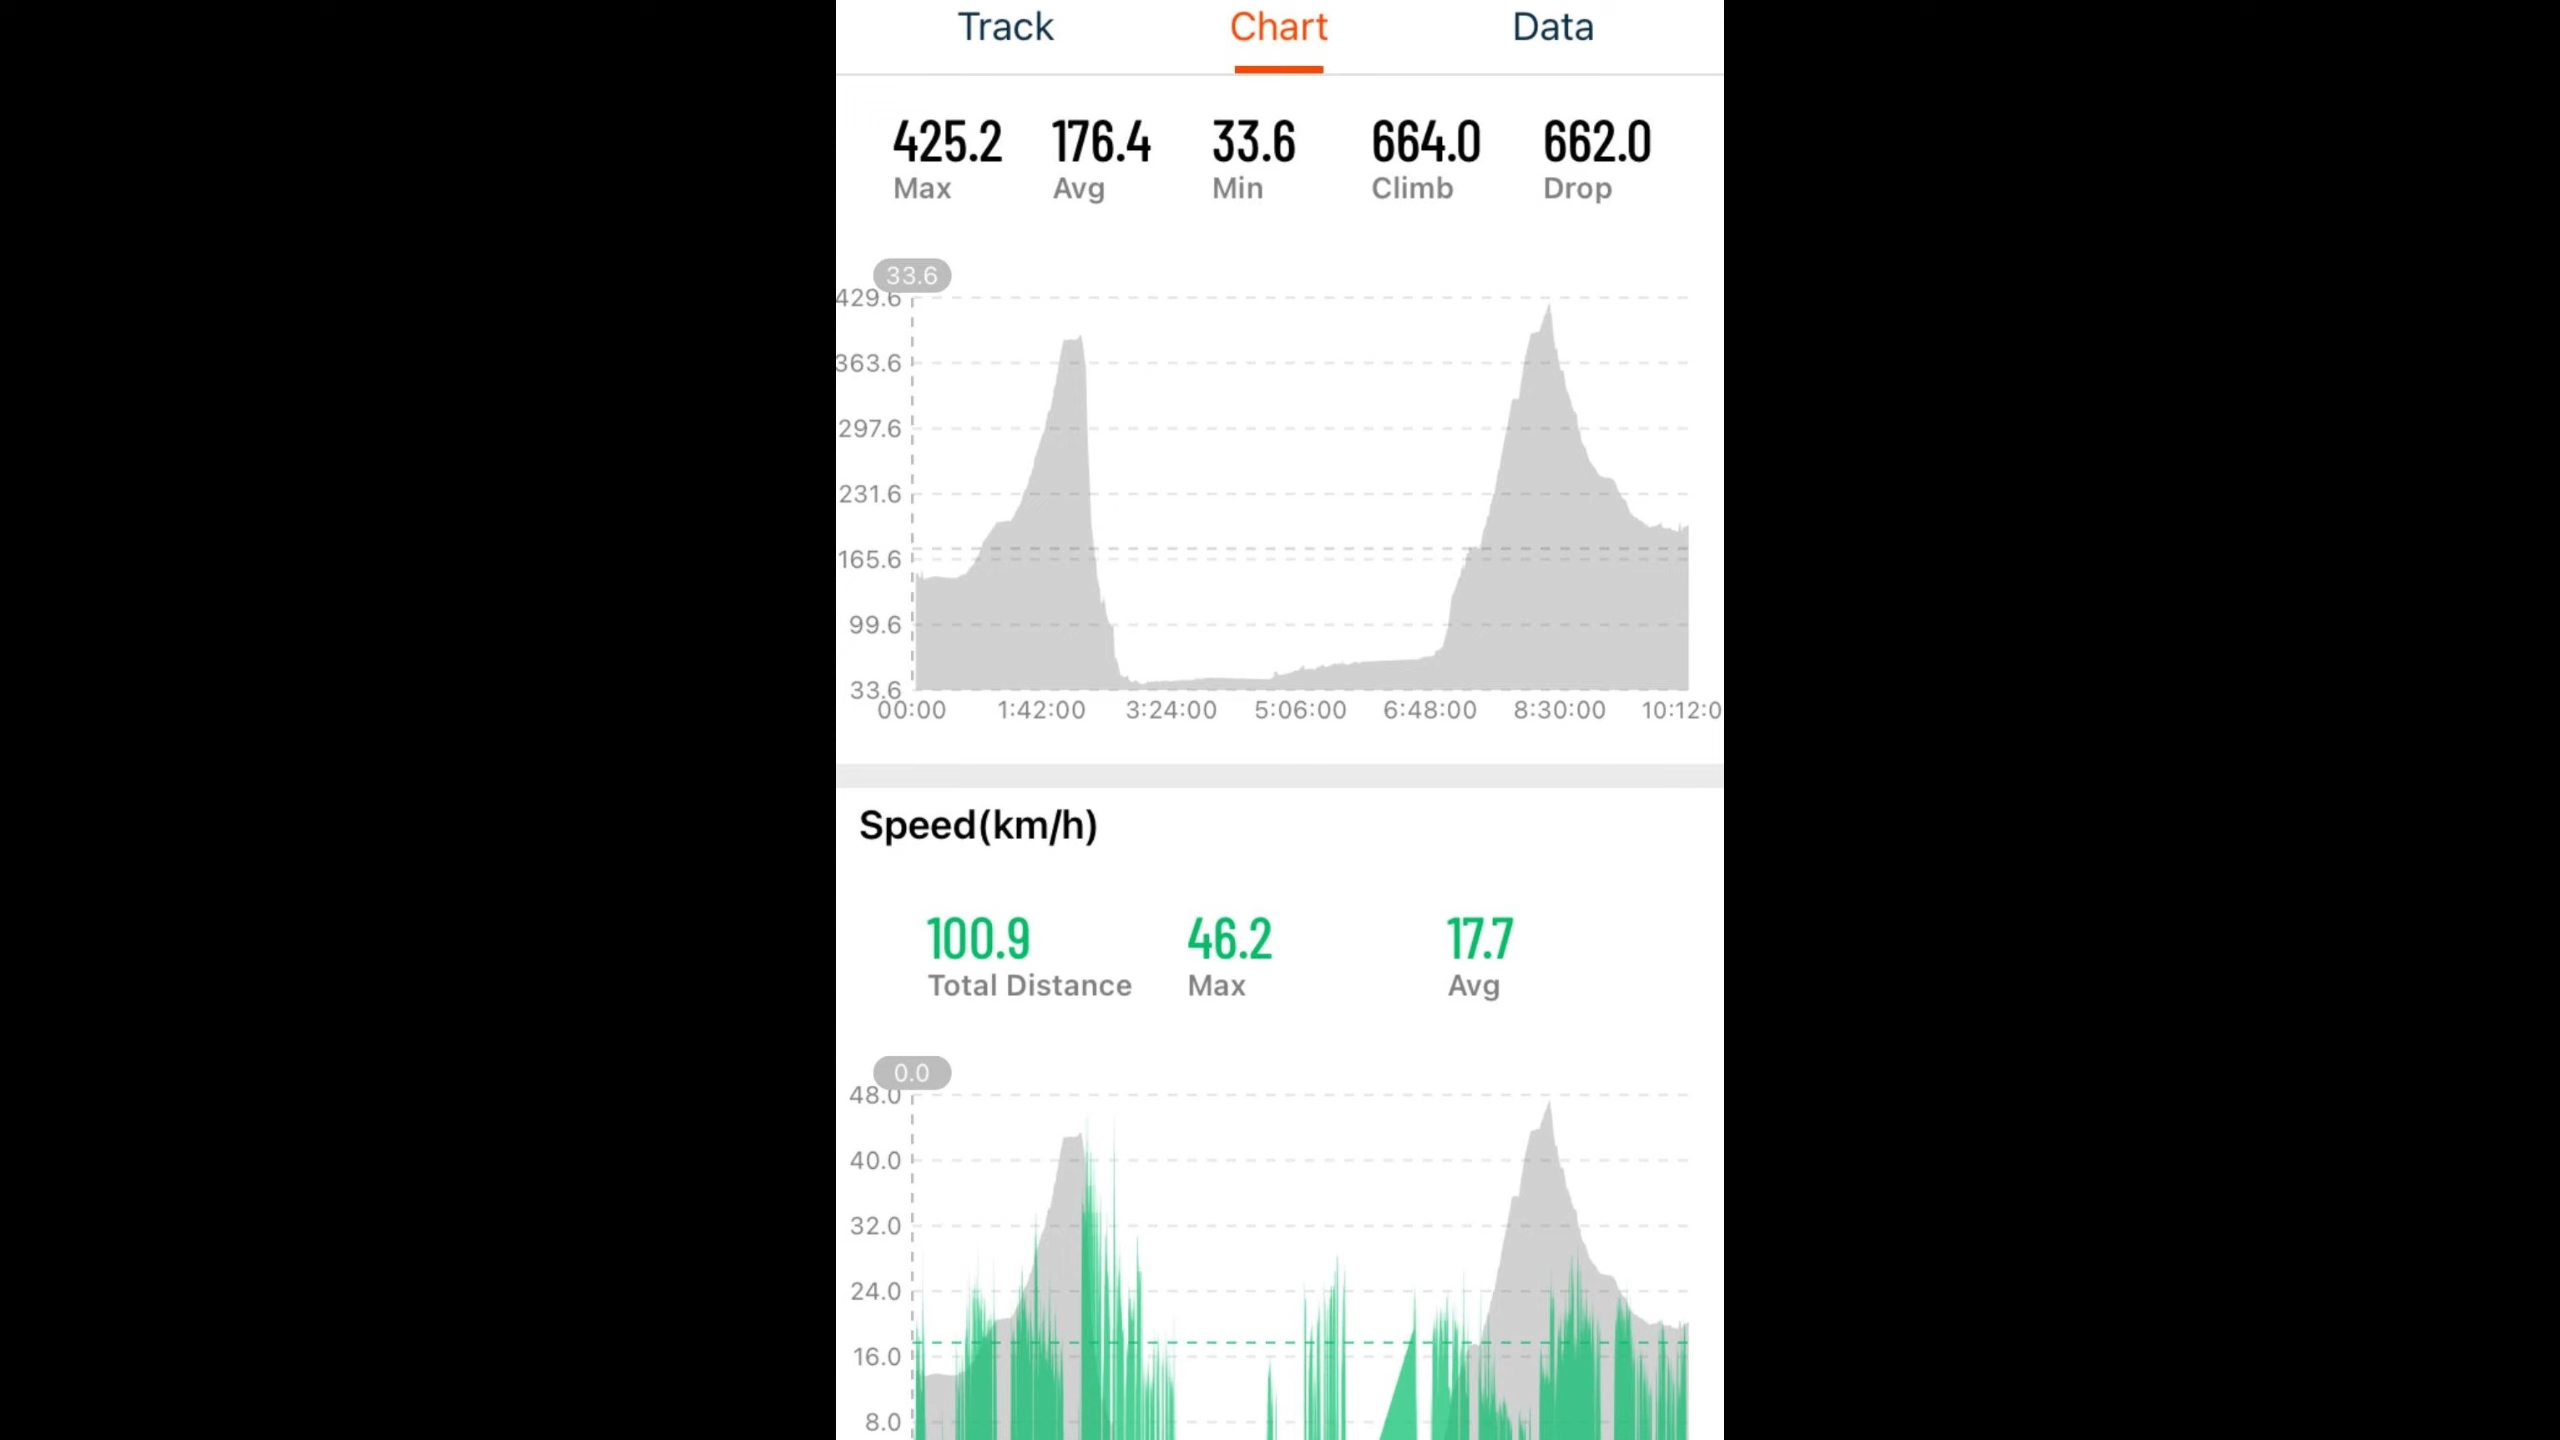 Track Chart Data
425.2 176.4 33.6 664.0 662.0
Max Avg Min Climb Drop
33.6
429.6
363.6
297.6
231.6
165.6
99.6
33.6
00:00 1:42:00 3:24:00 5:06:00 6:48:00 8:30:00 10:12:0
Speed(km/h)
100.9 46.2 17.7
Total Distance Max Avg
0.0
48.0
40.0
32.0
24.0
16.0
8.0